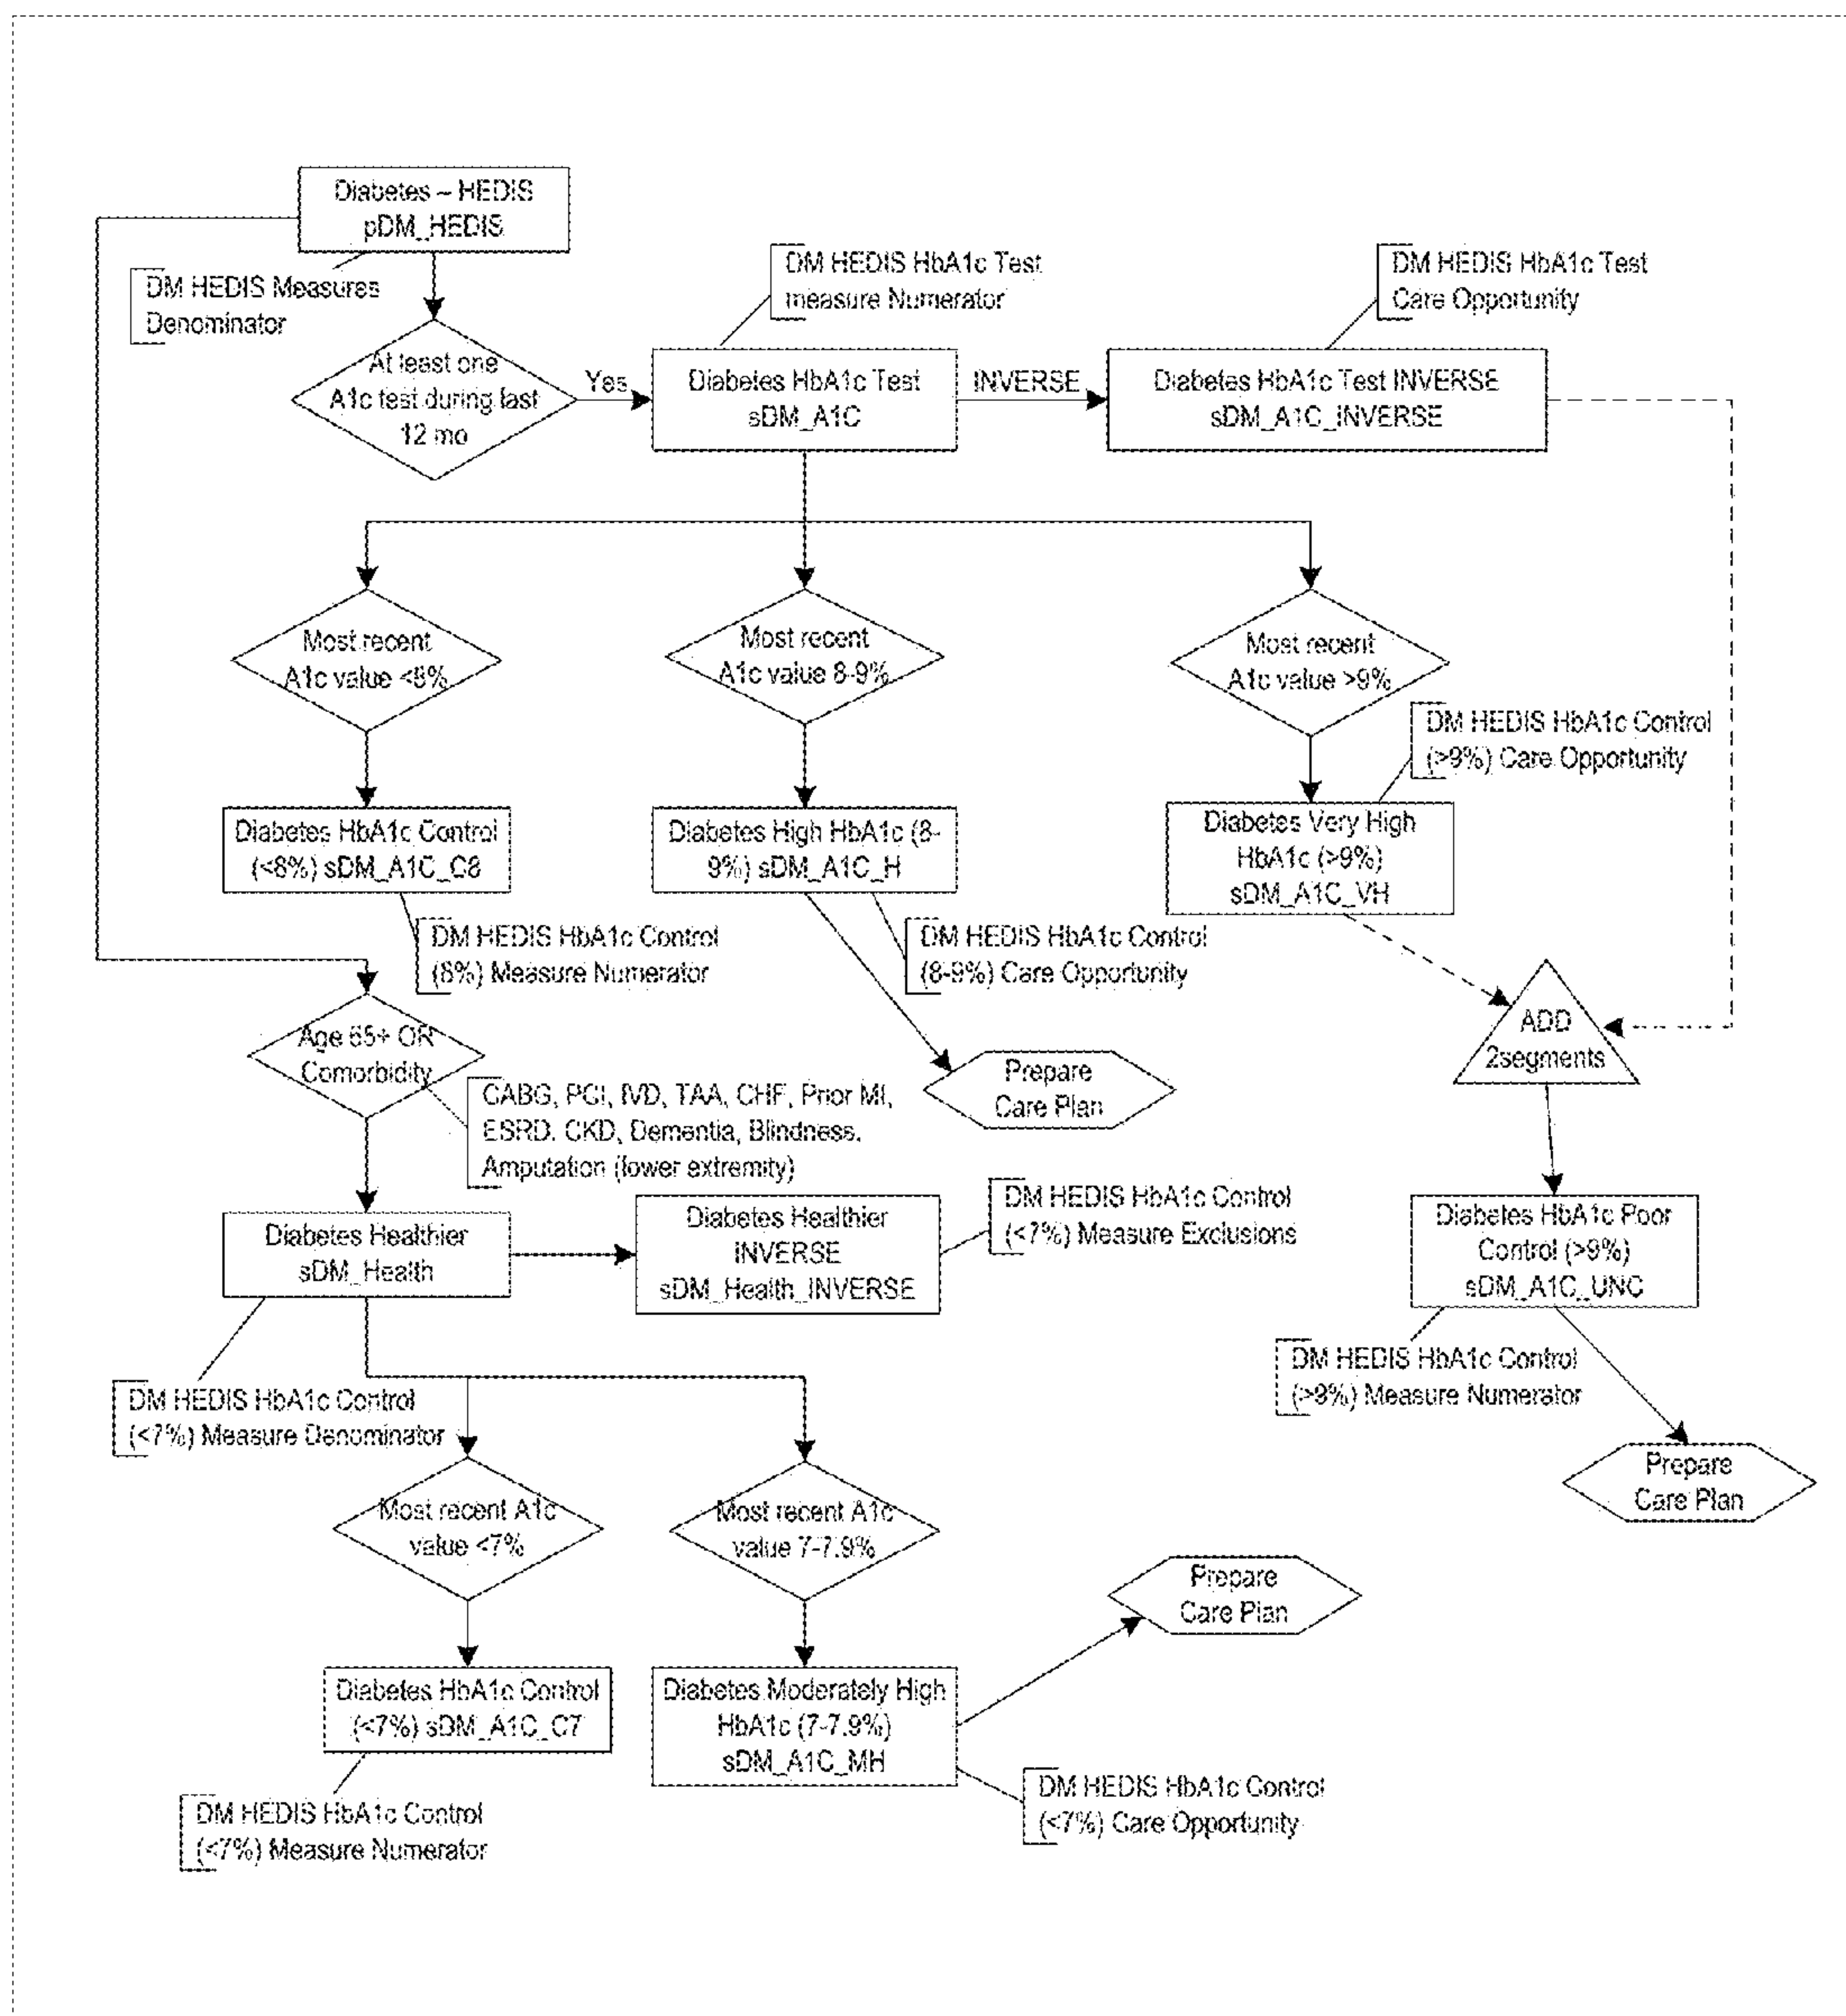 Diabetes – HEDIS
pDM_HEDIS
DM HEDIS Measures
Denominator
DM HEDIS HbA1c Test
measure Numerator
DM HEDIS HbA1c Test
Care Opportunity
At least one
A1c test during last
12 mo
Yes
Diabetes HbA1c Test
sDM_A1C
INVERSE
Diabetes HbA1c Test INVERSE
sDM_A1C_INVERSE
Most recent
A1c value <8%
Most recent
A1c value 8-9%
Most recent
A1c value >9%
DM HEDIS HbA1c Control
(>9%) Care Opportunity
Diabetes HbA1c Control
(<8%) sDM_A1C_C8
Diabetes High HbA1c (8-
9%) sDM_A1C_H
Diabetes Very High
HbA1c (>9%)
sDM_A1C_VH
DM HEDIS HbA1c Control
(8%) Measure Numerator
DM HEDIS HbA1c Control
(8-9%) Care Opportunity
Age 65+ OR
Comorbidity
CABG, PCI, IVD, TAA, CHF, Prior MI,
ESRD. CKD, Dementia, Blindness.
Amputation (lower extremity)
Prepare
Care Plan
ADD
2segments
Diabetes Healthier
sDM_Health
Diabetes Healthier
INVERSE
sDM_Health_INVERSE
DM HEDIS HbA1c Control
(<7%) Measure Exclusions
Diabetes HbA1c Poor
Control (>9%)
sDM_A1C_UNC
DM HEDIS HbA1c Control
(>9%) Measure Numerator
Prepare
Care Plan
DM HEDIS HbA1c Control
(<7%) Measure Denominator
Most recent A1c
value <7%
Most recent A1c
value 7-7.9%
Prepare
Care Plan
Diabetes HbA1c Control
(<7%) sDM_A1C_C7
Diabetes Moderately High
HbA1c (7-7.9%)
sDM_A1C_MH
DM HEDIS HbA1c Control
(<7%) Care Opportunity
DM HEDIS HbA1c Control
(<7%) Measure Numerator